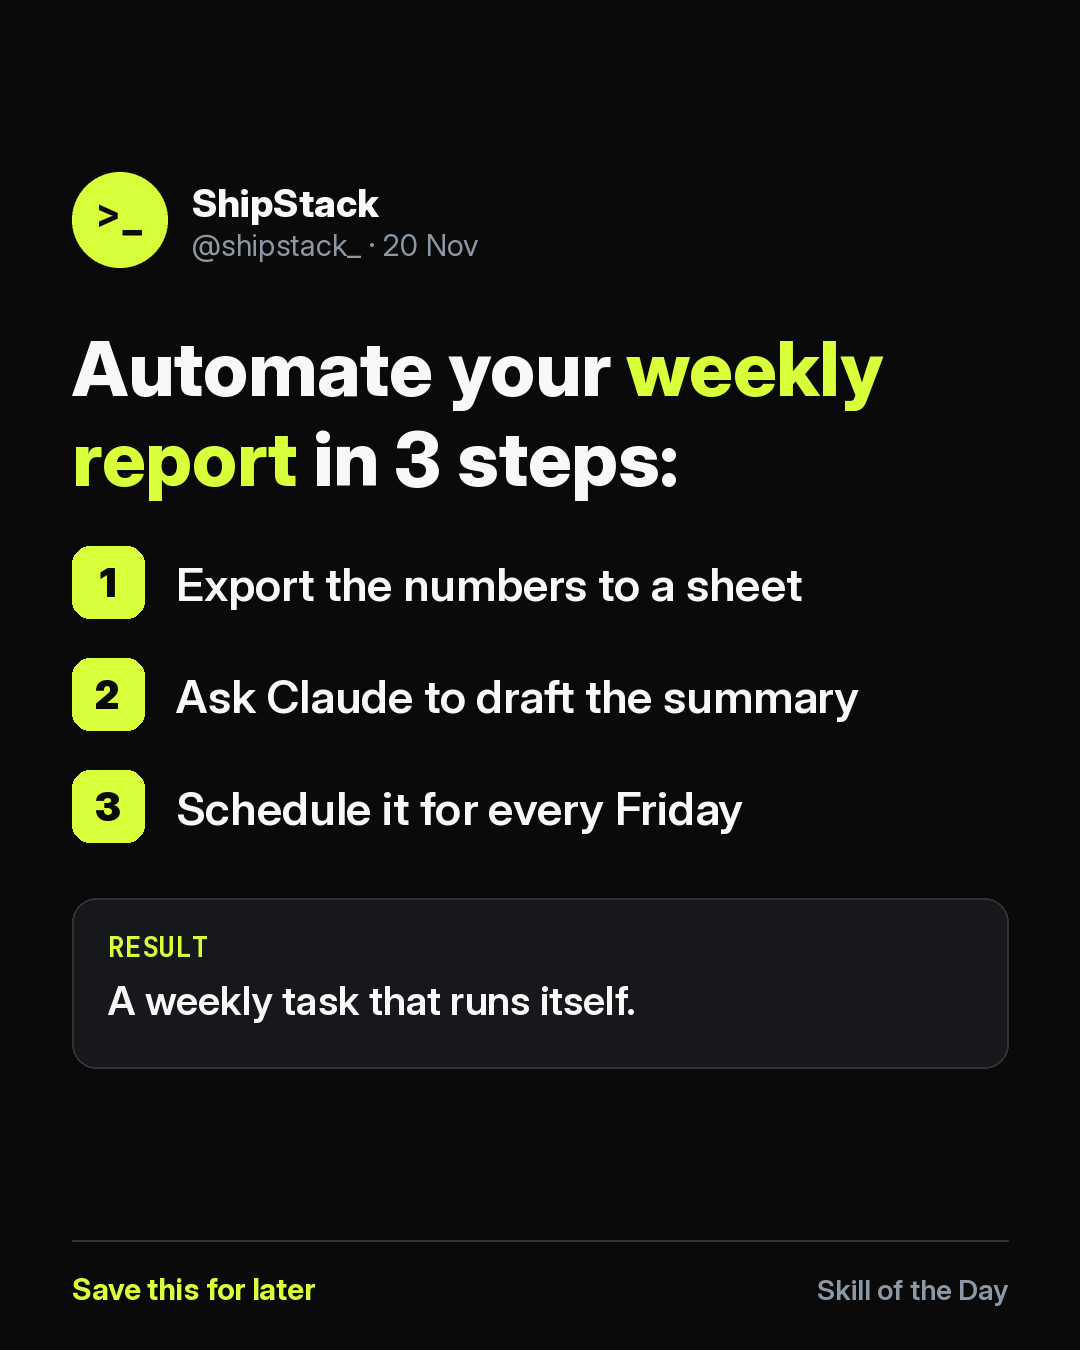 >_
ShipStack
@shipstack_ · 20 Nov
Automate your weekly
report in 3 steps:
1 Export the numbers to a sheet
2 Ask Claude to draft the summary
3 Schedule it for every Friday
RESULT
A weekly task that runs itself.
Save this for later
Skill of the Day